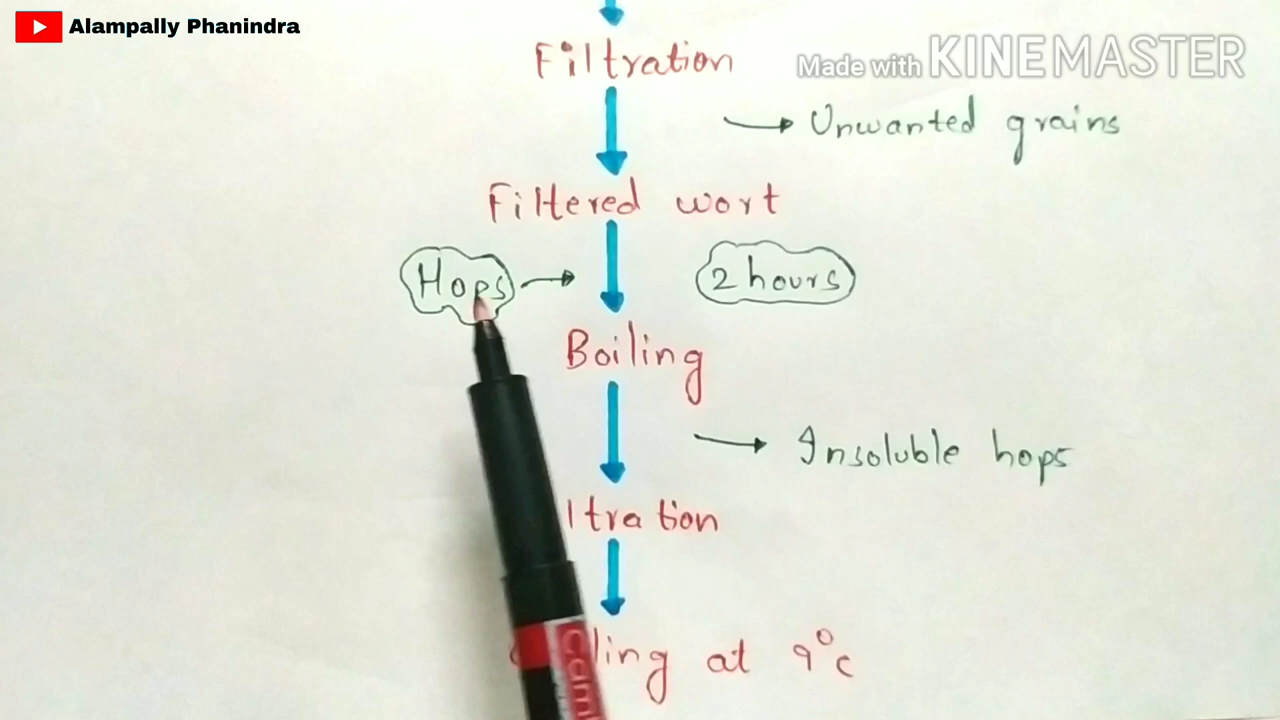 Alampally Phanindra
Made with KINEMASTER
Filtration
Unwanted grains
Filtered wort
Hops
2 hours
Boiling
Insoluble hops
ltration
ling at 9°c
Caml